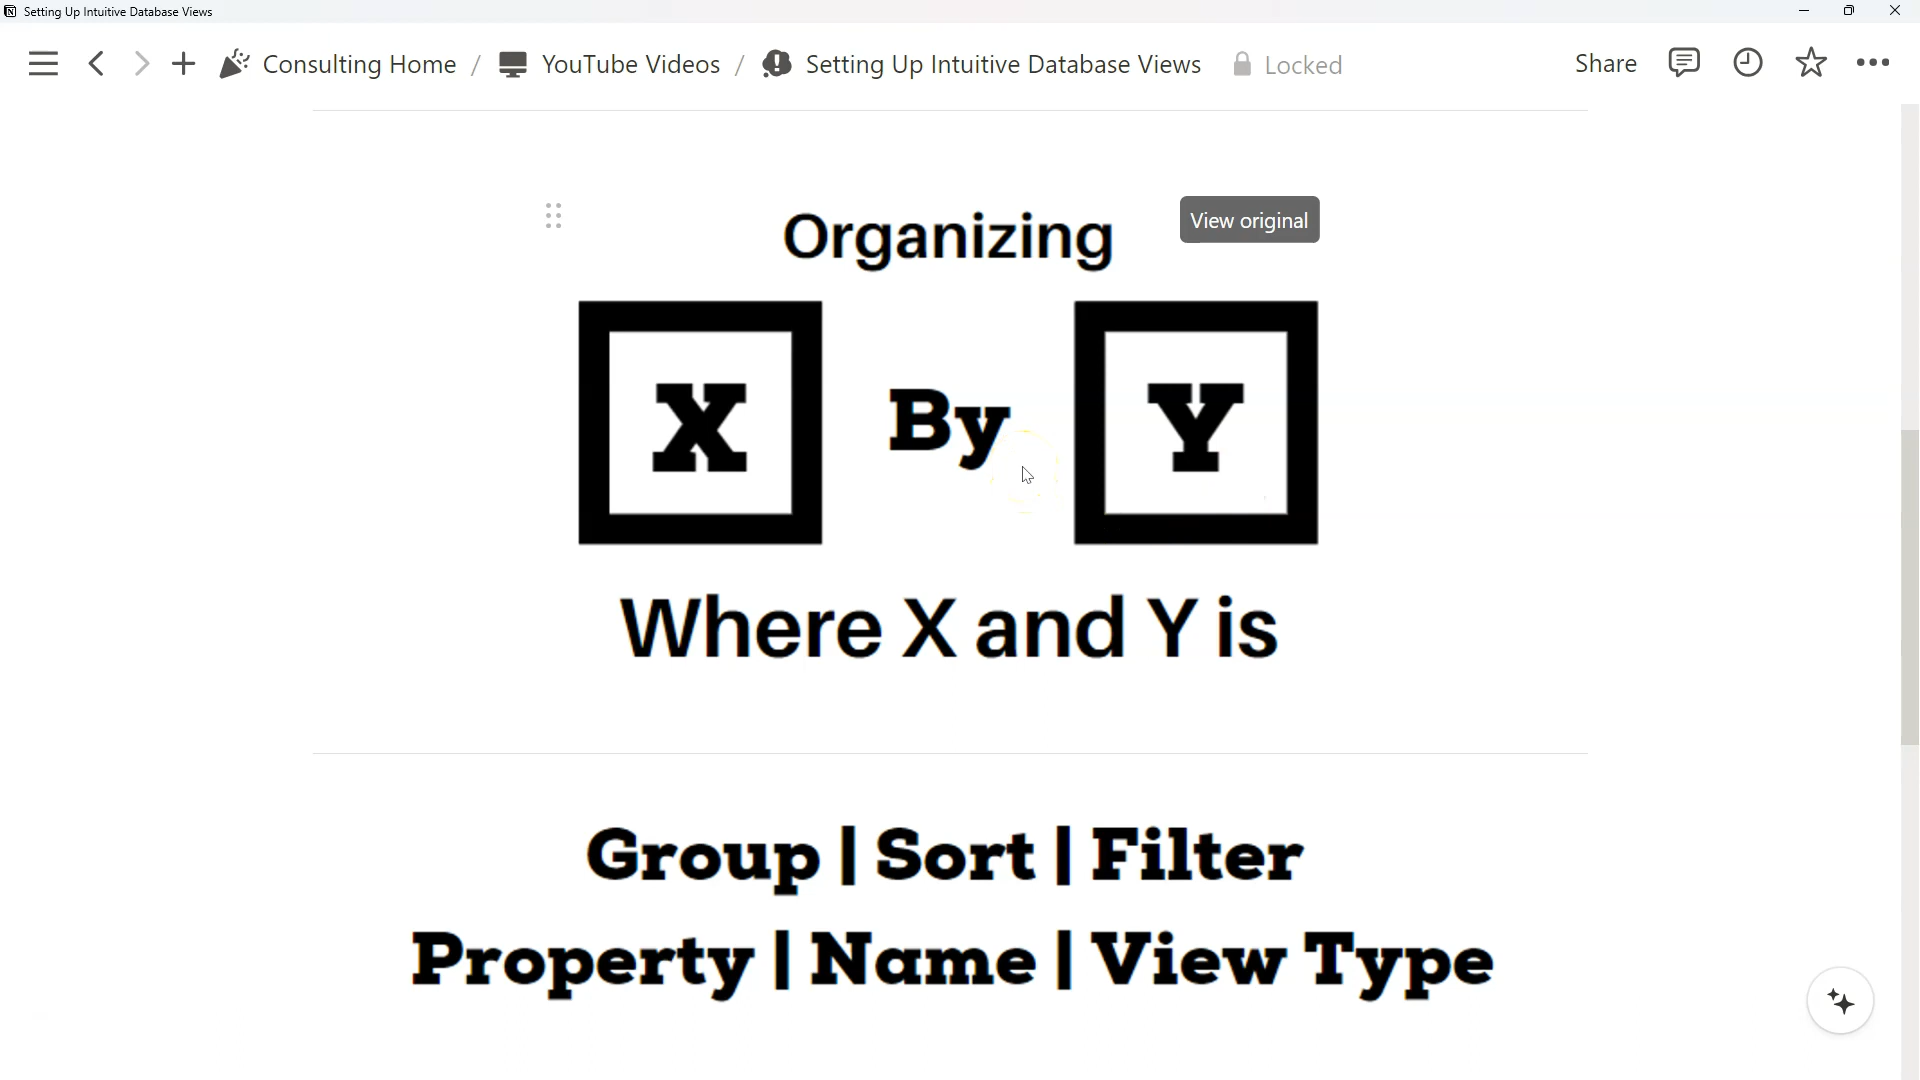 Setting Up Intuitive Database Views
Consulting Home / YouTube Videos / Setting Up Intuitive Database Views Locked Share
Organizing
View original
X By Y
Where X and Y is
Group | Sort | Filter
Property | Name | View Type